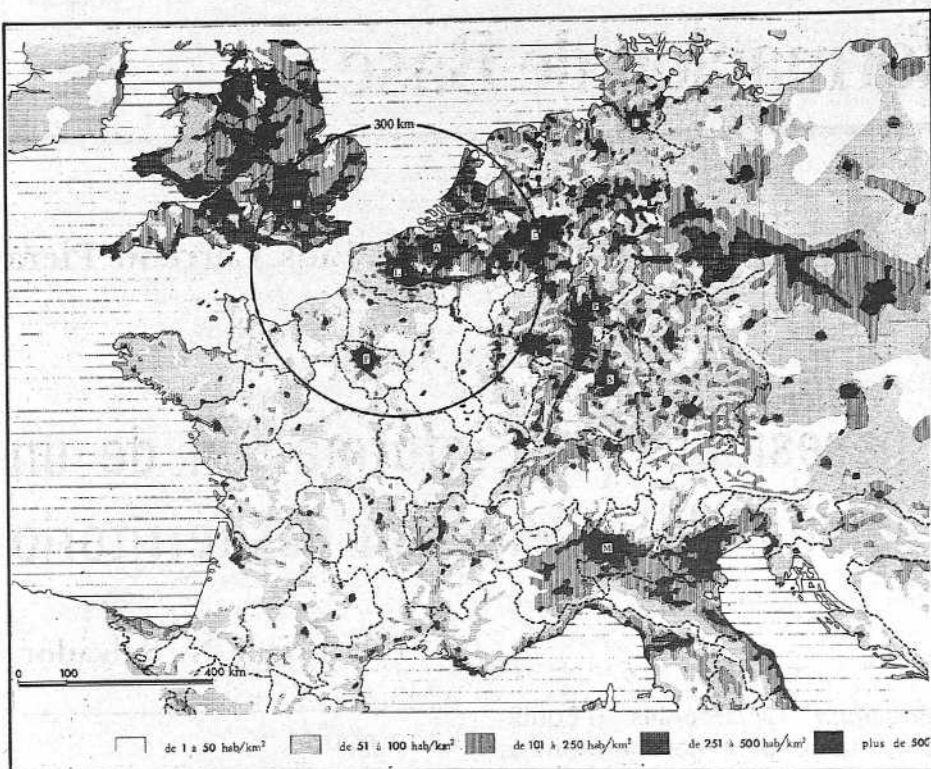 300 km
L
A
L
P
S
M
0 100 400 km
de 1 à 50 hab/km²
de 51 à 100 hab/km²
de 101 à 250 hab/km²
de 251 à 500 hab/km²
plus de 500